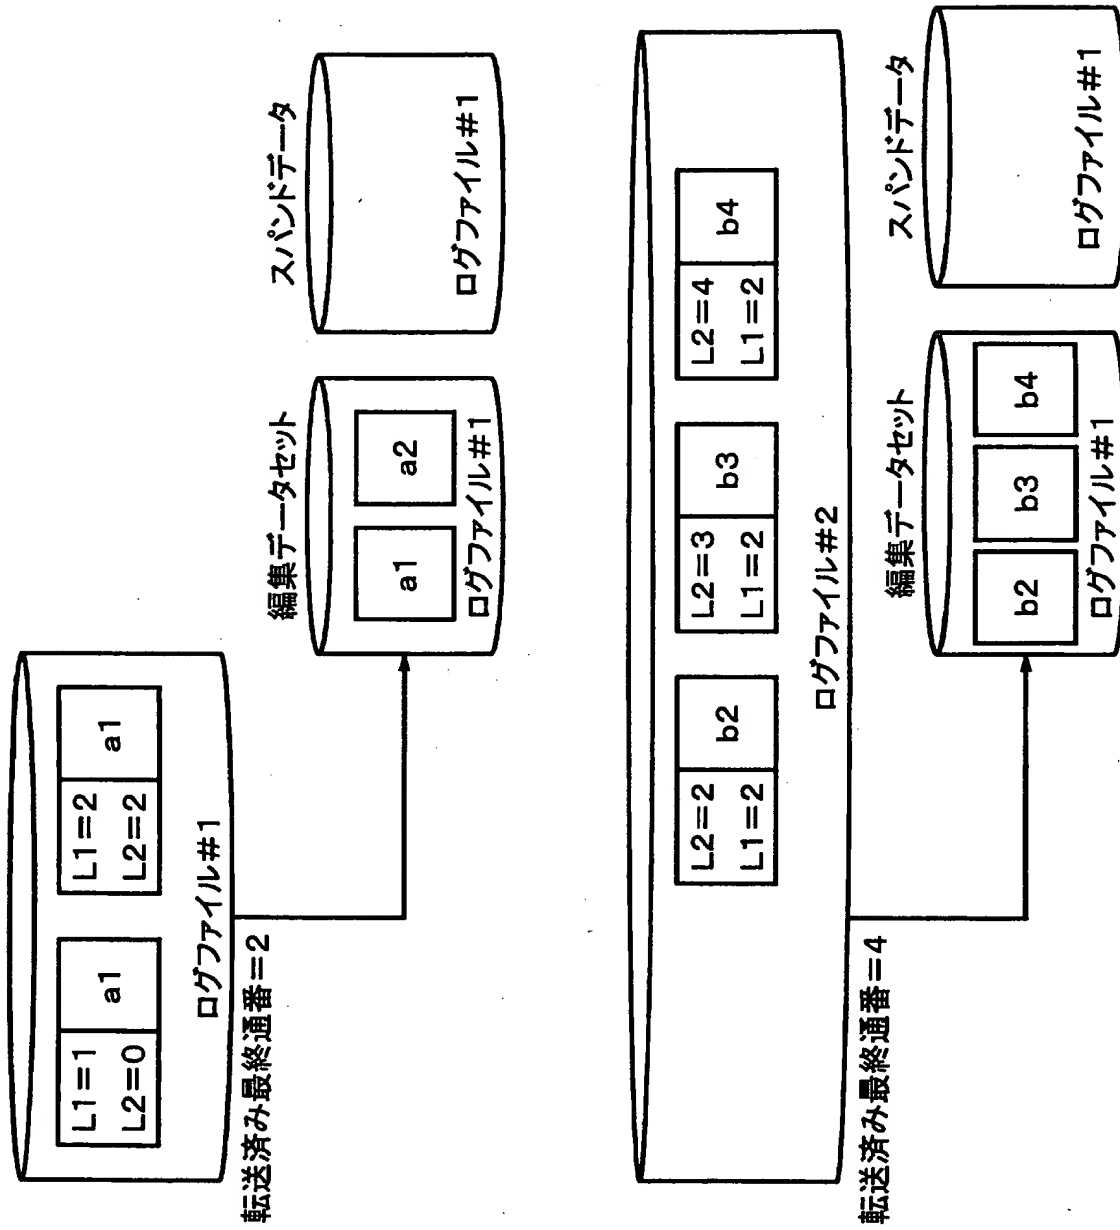 L1=1
L2=0
a1
L1=2
L2=2
a1
ログファイル#1
転送済み最終通番=2
編集データセット
a1
a2
ログファイル#1
スパンドデータ
ログファイル#1
L2=2
L1=2
b2
L2=3
L1=2
b3
L2=4
L1=2
b4
ログファイル#2
転送済み最終通番=4
編集データセット
b2
b3
b4
ログファイル#1
スパンドデータ
ログファイル#1